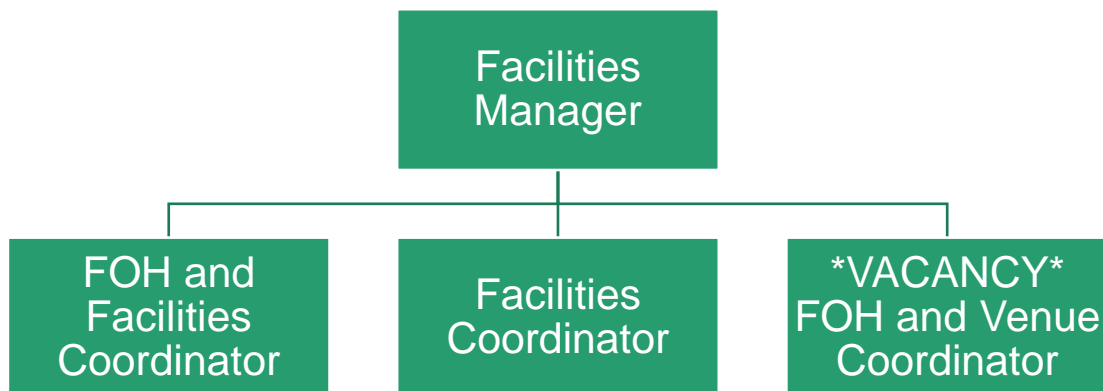 Facilities
Manager
FOH and
Facilities
Coordinator
Facilities
Coordinator
*VACANCY*
FOH and Venue
Coordinator